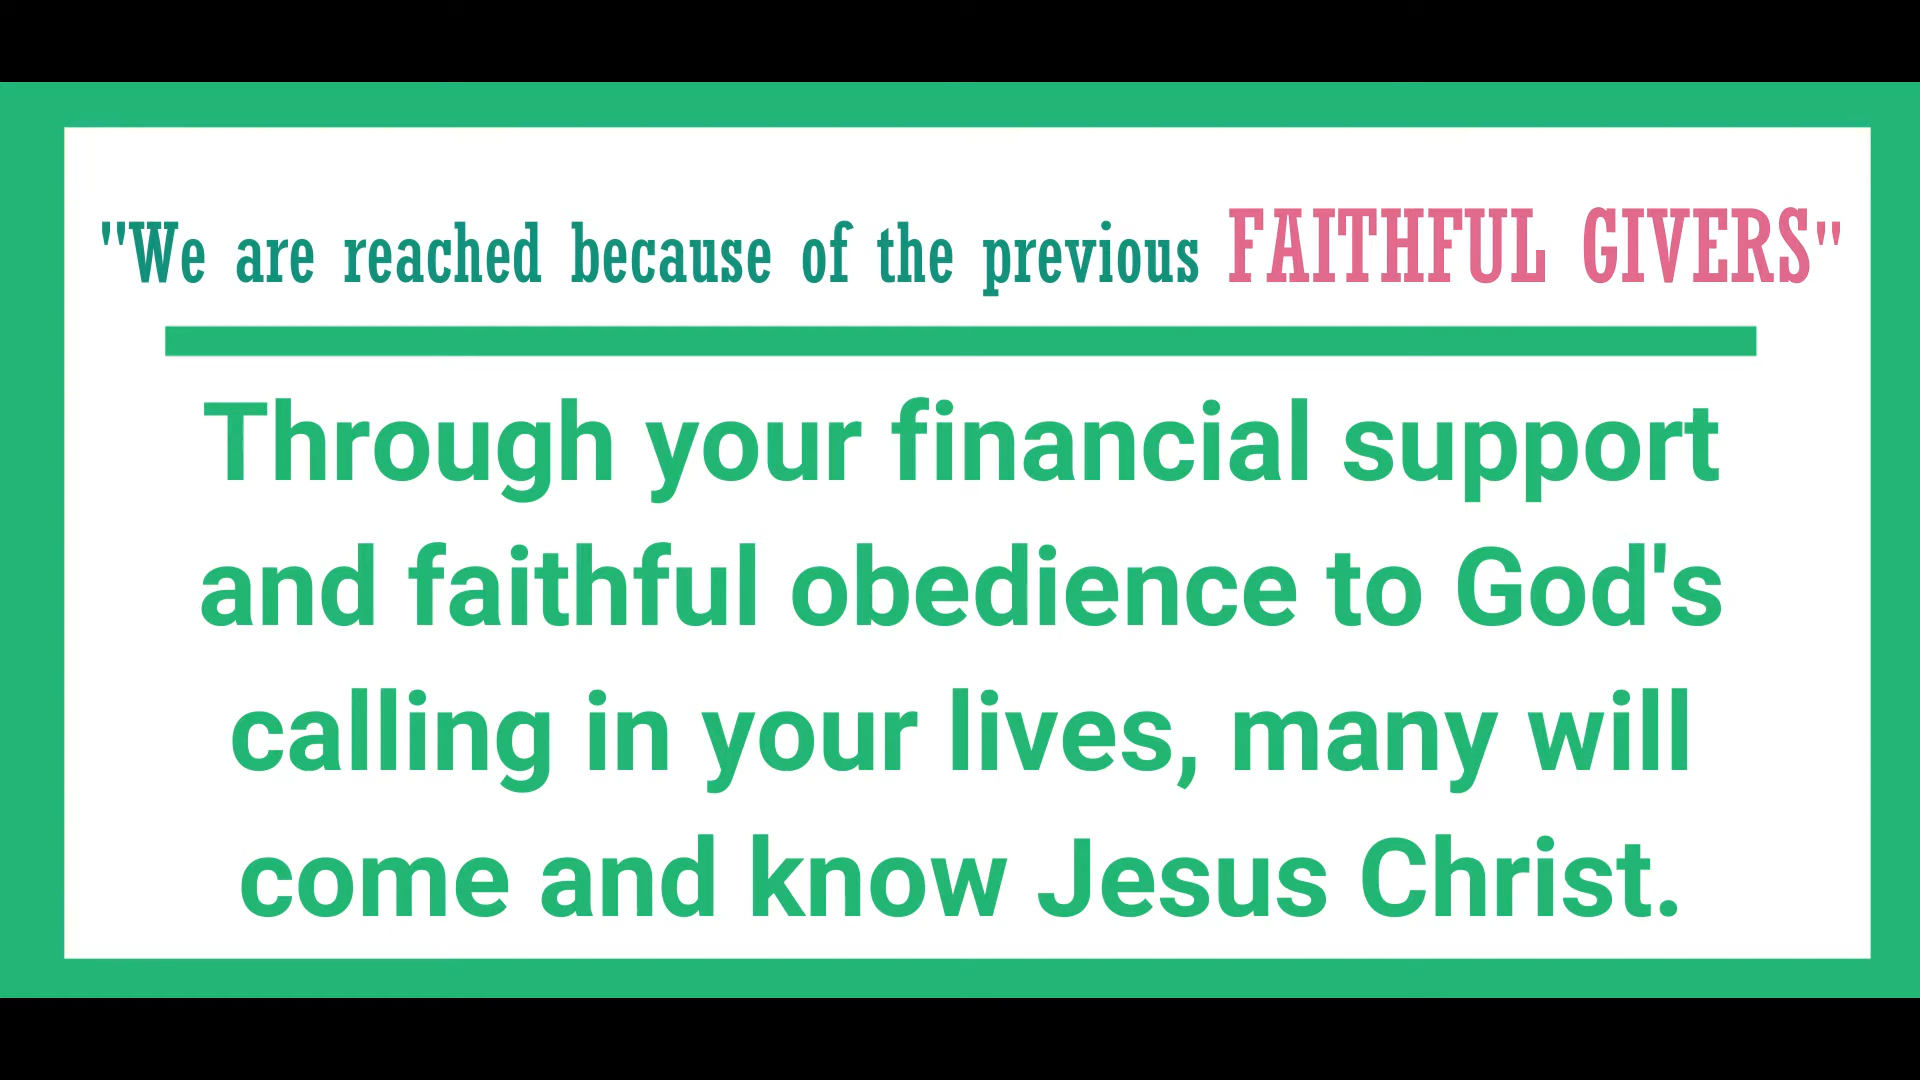 "We are reached because of the previous FAITHFUL GIVERS"
Through your financial support
and faithful obedience to God's
calling in your lives, many will
come and know Jesus Christ.